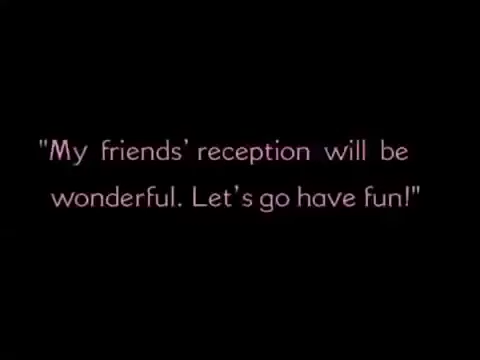 "My friends’ reception will be
wonderful. Let’s go have fun!"